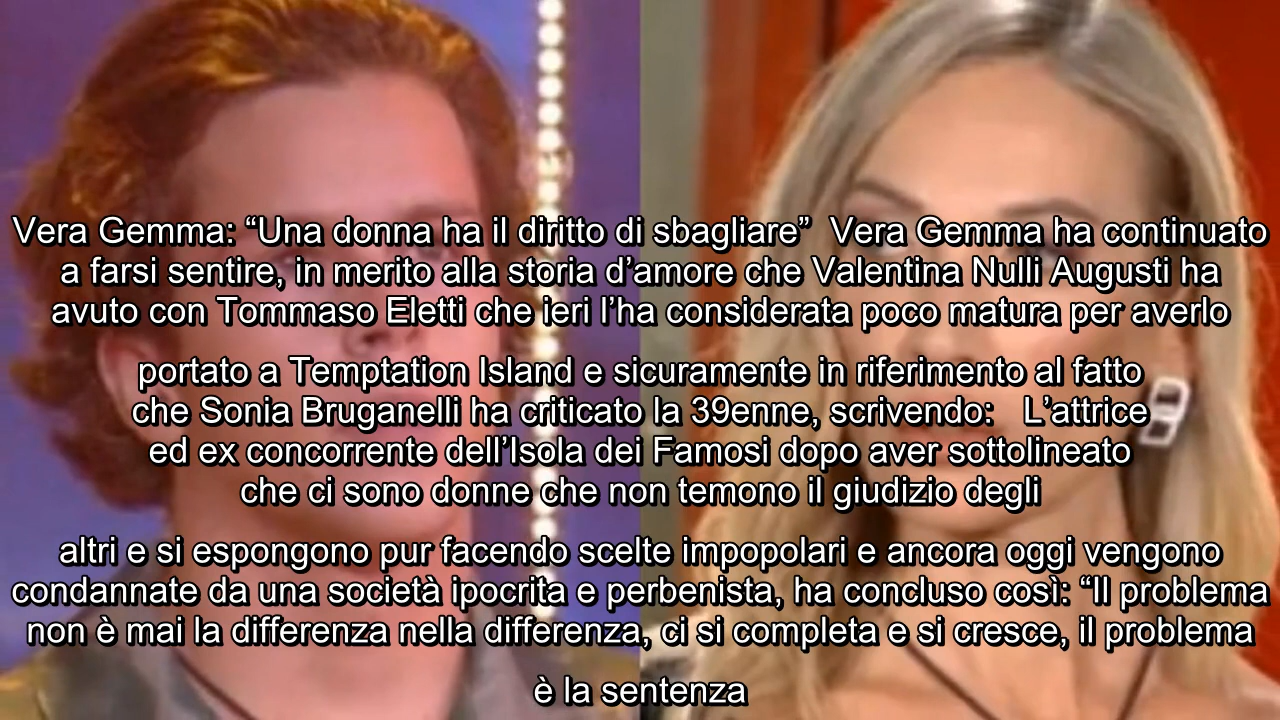 Vera Gemma: “Una donna ha il diritto di sbagliare”  Vera Gemma ha continuato
a farsi sentire, in merito alla storia d’amore che Valentina Nulli Augusti ha
avuto con Tommaso Eletti che ieri l’ha considerata poco matura per averlo
portato a Temptation Island e sicuramente in riferimento al fatto
che Sonia Bruganelli ha criticato la 39enne, scrivendo:   L’attrice
ed ex concorrente dell’Isola dei Famosi dopo aver sottolineato
che ci sono donne che non temono il giudizio degli
altri e si espongono pur facendo scelte impopolari e ancora oggi vengono
condannate da una società ipocrita e perbenista, ha concluso così: “Il problema
non è mai la differenza nella differenza, ci si completa e si cresce, il problema
è la sentenza